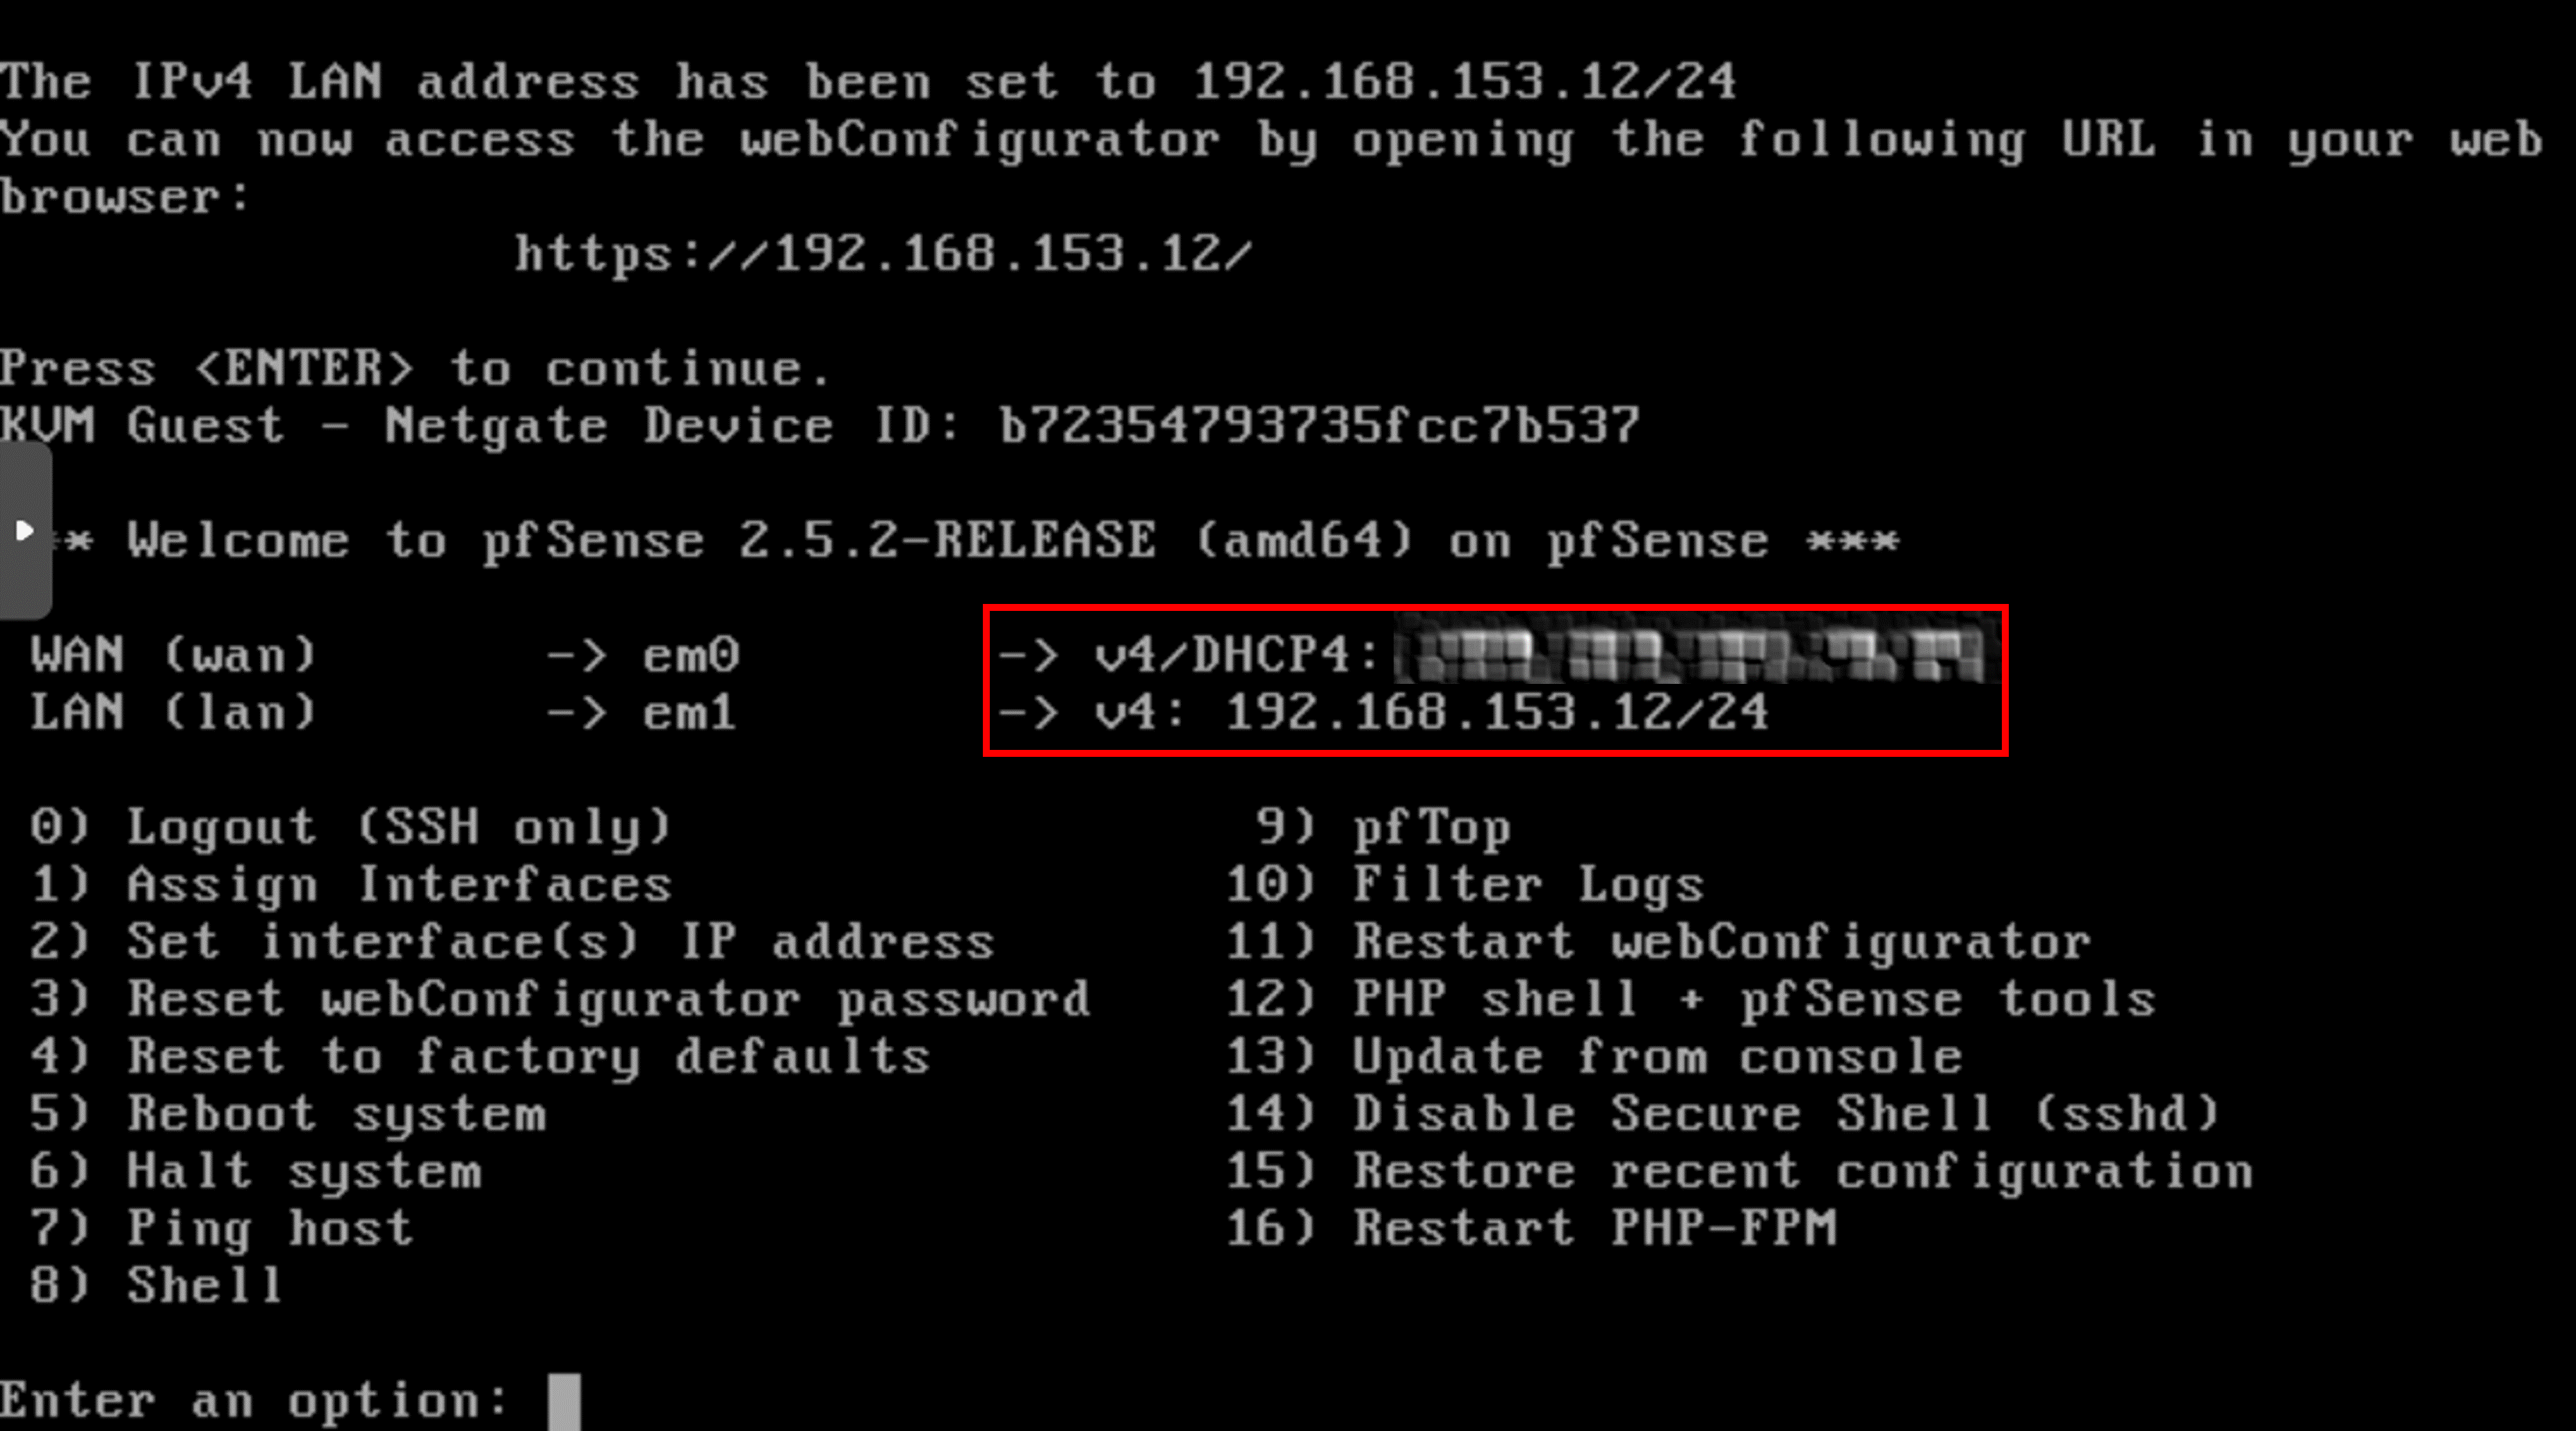 The IPv4 LAN address has been set to 192.168.153.12/24
You can now access the webConfigurator by opening the following URL in your web
browser:
https://192.168.153.12/
Press <ENTER> to continue.
KVM Guest - Netgate Device ID: b72354793735fcc7b537
* Welcome to pfSense 2.5.2-RELEASE (amd64) on pfSense ***
WAN (wan) -> em0 -> v4/DHCP4:
LAN (lan) -> em1 -> v4: 192.168.153.12/24
0) Logout (SSH only) 9) pfTop
1) Assign Interfaces 10) Filter Logs
2) Set interface(s) IP address 11) Restart webConfigurator
3) Reset webConfigurator password 12) PHP shell + pfSense tools
4) Reset to factory defaults 13) Update from console
5) Reboot system 14) Disable Secure Shell (sshd)
6) Halt system 15) Restore recent configuration
7) Ping host 16) Restart PHP-FPM
8) Shell
Enter an option: